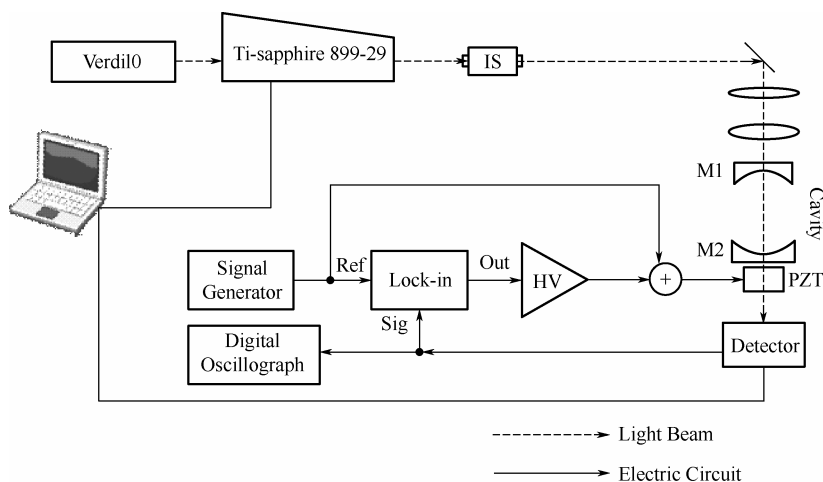 Verdil0
Ti-sapphire 899-29
IS
M1
Cavity
M2
PZT
Signal
Generator
Ref
Lock-in
Out
HV
+
Sig
Digital
Oscillograph
Detector
Light Beam
Electric Circuit